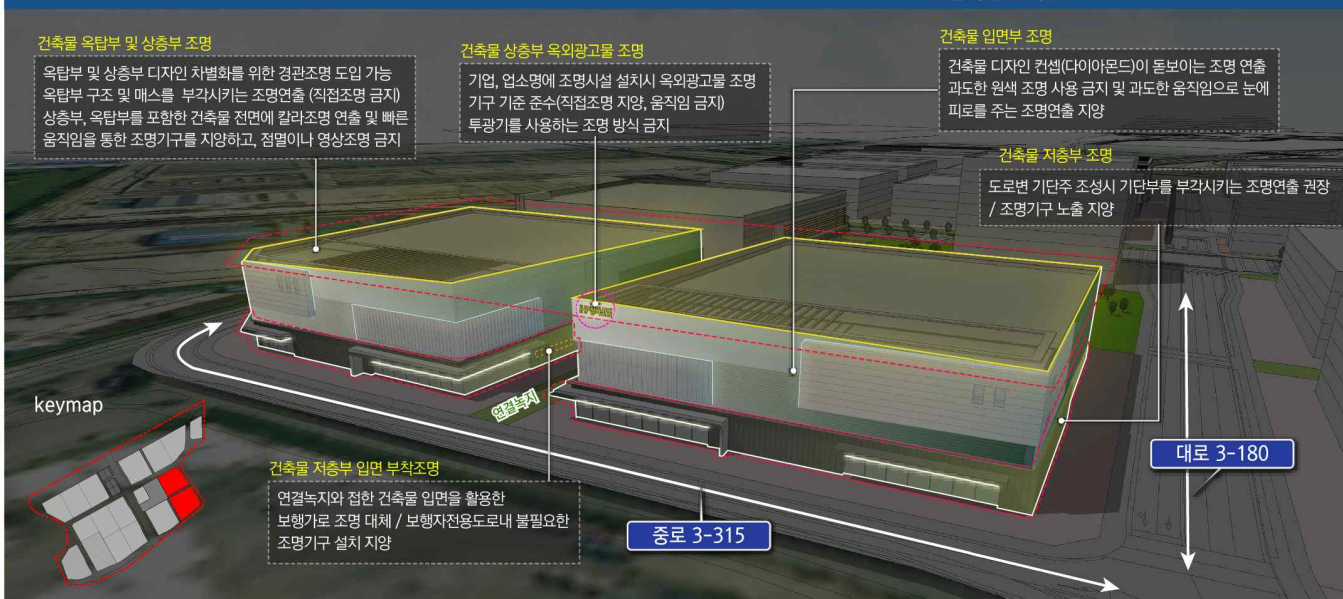 건축물 옥탑부 및 상층부 조명
옥탑부 및 상층부 디자인 차별화를 위한 경관조명 도입 가능
옥탑부 구조 및 매스를 부각시키는 조명연출 (직접조명 금지)
상층부, 옥탑부를 포함한 건축물 전면에 칼라조명 연출 및 빠른
움직임을 통한 조명기구를 지양하고, 점멸이나 영상조명 금지
건축물 상층부 옥외광고물 조명
기업, 업소명에 조명시설 설치시 옥외광고물 조명
기구 기준 준수(직접조명 지양, 움직임 금지)
투광기를 사용하는 조명 방식 금지
건축물 입면부 조명
건축물 디자인 컨셉(다이아몬드)이 돋보이는 조명 연출
과도한 원색 조명 사용 금지 및 과도한 움직임으로 눈에
피로를 주는 조명연출 지양
건축물 저층부 조명
도로변 기단주 조성시 기단부를 부각시키는 조명연출 권장
/ 조명기구 노출 지양
연결녹지
keymap
건축물 저층부 입면 부착조명
연결녹지와 접한 건축물 입면을 활용한
보행가로 조명 대체 / 보행자전용도로내 불필요한
조명기구 설치 지양
중로 3-315
대로 3-180